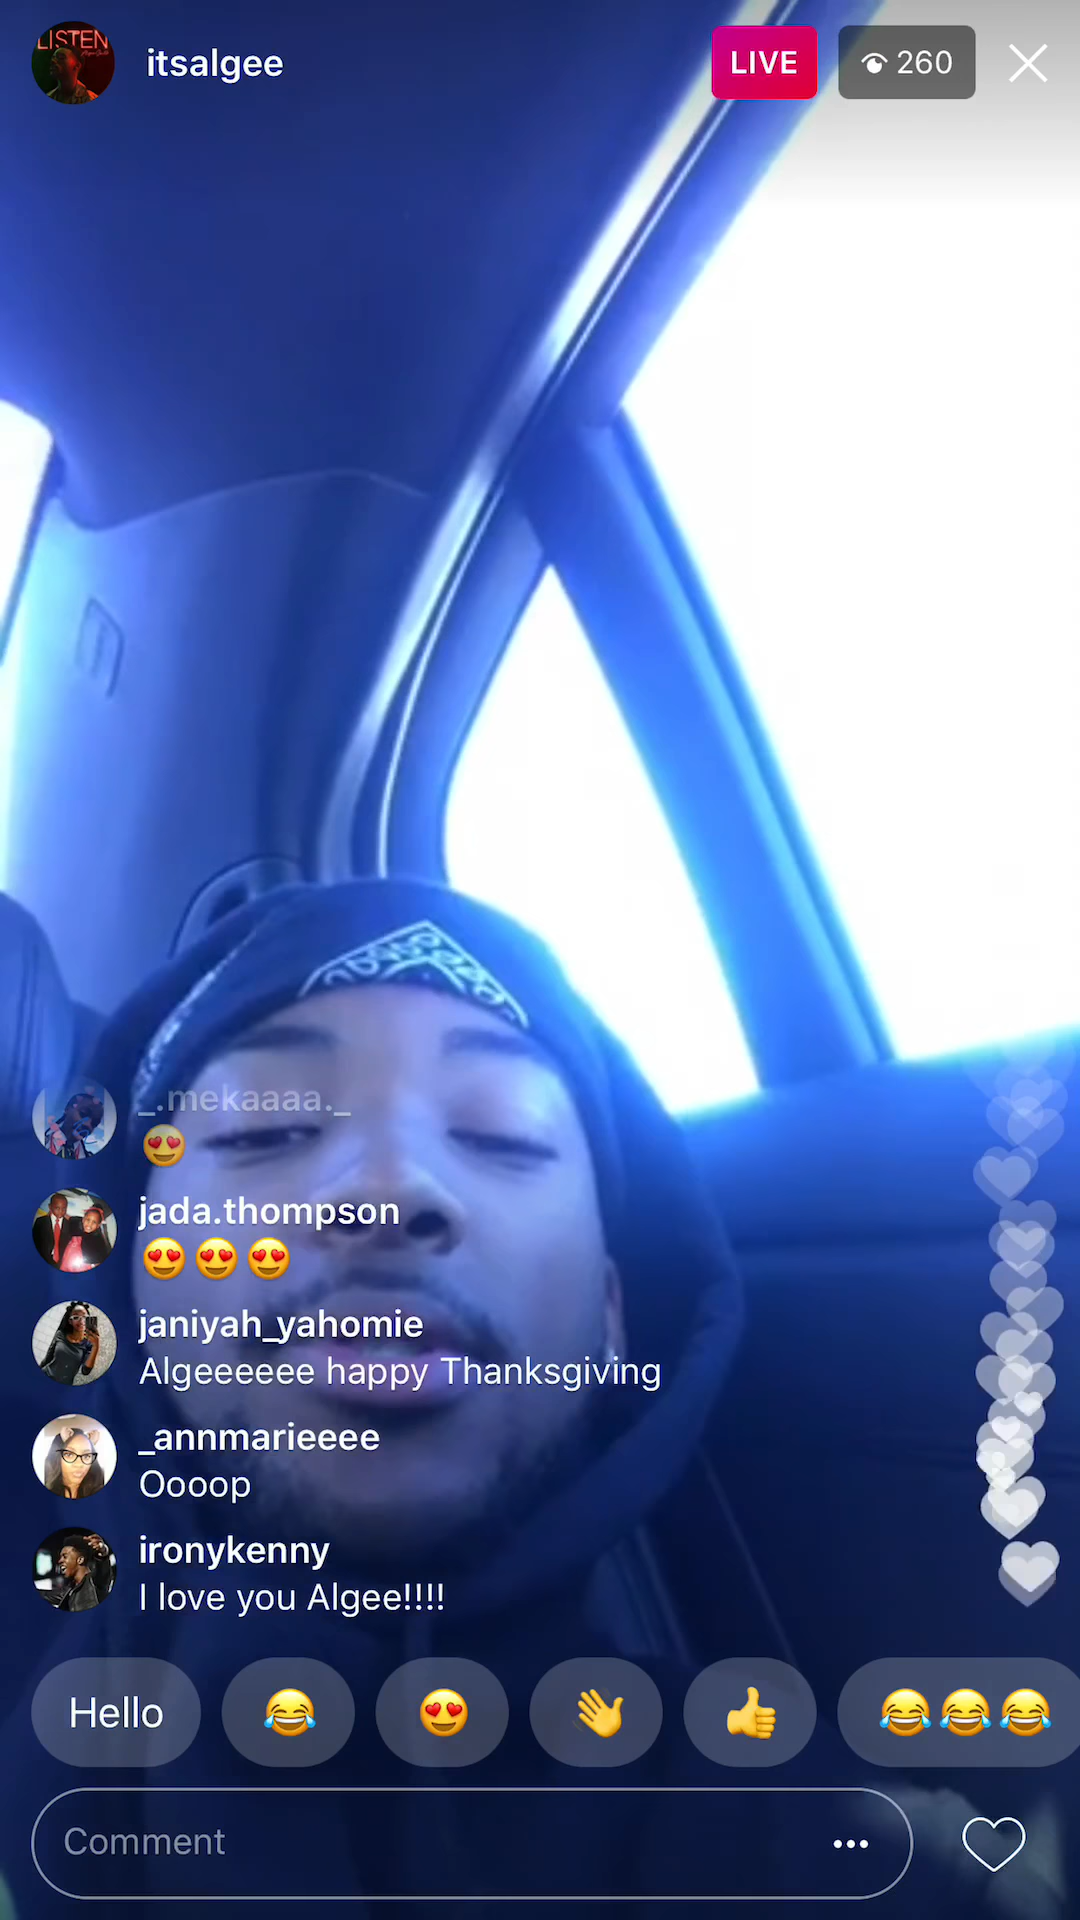 LISTEN
itsalgee
LIVE
260
_.mekaaaa._
😍
jada.thompson
😍😍😍
janiyah_yahomie
Algeeeeee happy Thanksgiving
_annmarieeee
Oooop
ironykenny
I love you Algee!!!!
Hello 😂 😍 👋 👍 😂😂😂
Comment